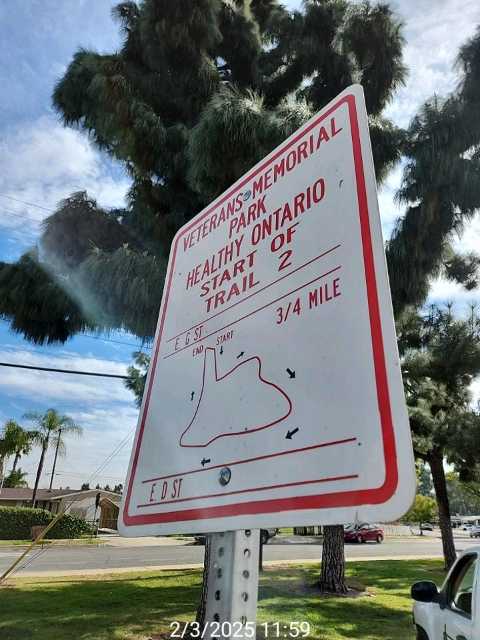 VETERANS MEMORIAL
PARK
HEALTHY ONTARIO
START OF
TRAIL 2
E G ST
3/4 MILE
END START
E D ST
2/3/2025 11:59